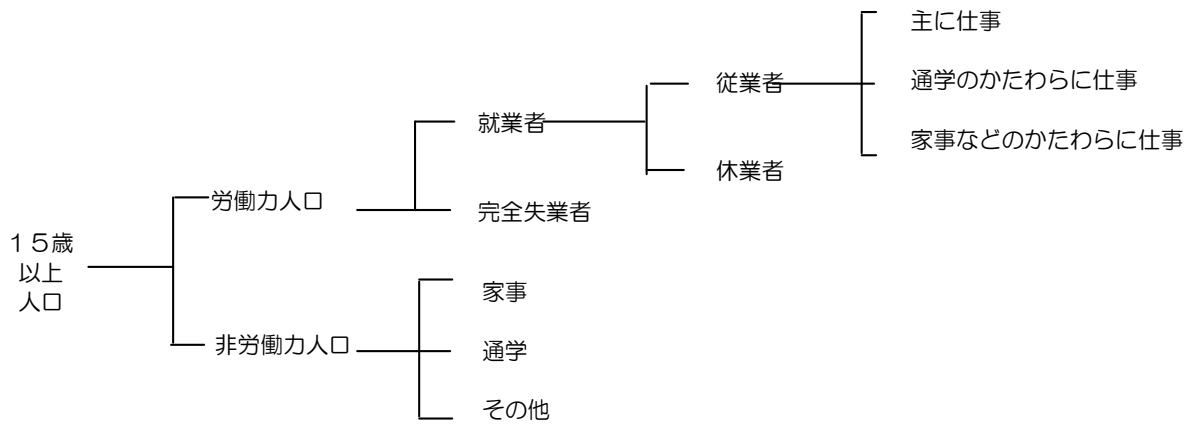 主に仕事
従業者
通学のかたわらに仕事
就業者
家事などのかたわらに仕事
休業者
労働力人口
完全失業者
１５歳
以上
人口
家事
非労働力人口
通学
その他